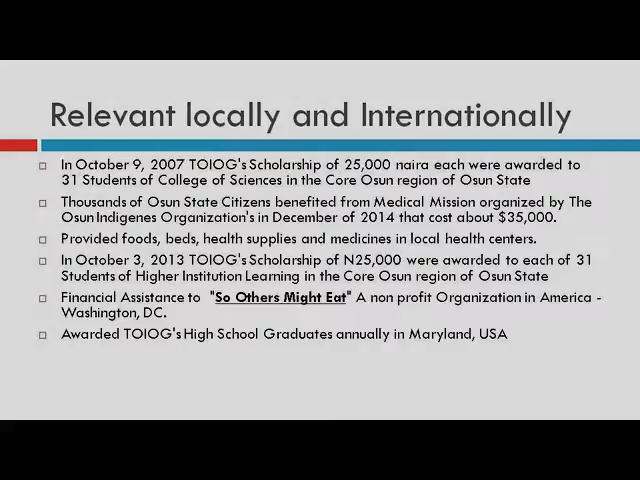 Relevant locally and Internationally
In October 9, 2007 TOIOG's Scholarship of 25,000 naira each were awarded to
31 Students of College of Sciences in the Core Osun region of Osun State
Thousands of Osun State Citizens benefited from Medical Mission organized by The
Osun Indigenes Organization's in December of 2014 that cost about $35,000.
Provided foods, beds, health supplies and medicines in local health centers.
In October 3, 2013 TOIOG's Scholarship of N25,000 were awarded to each of 31
Students of Higher Institution Learning in the Core Osun region of Osun State
Financial Assistance to "So Others Might Eat" A non profit Organization in America -
Washington, DC.
Awarded TOIOG's High School Graduates annually in Maryland, USA